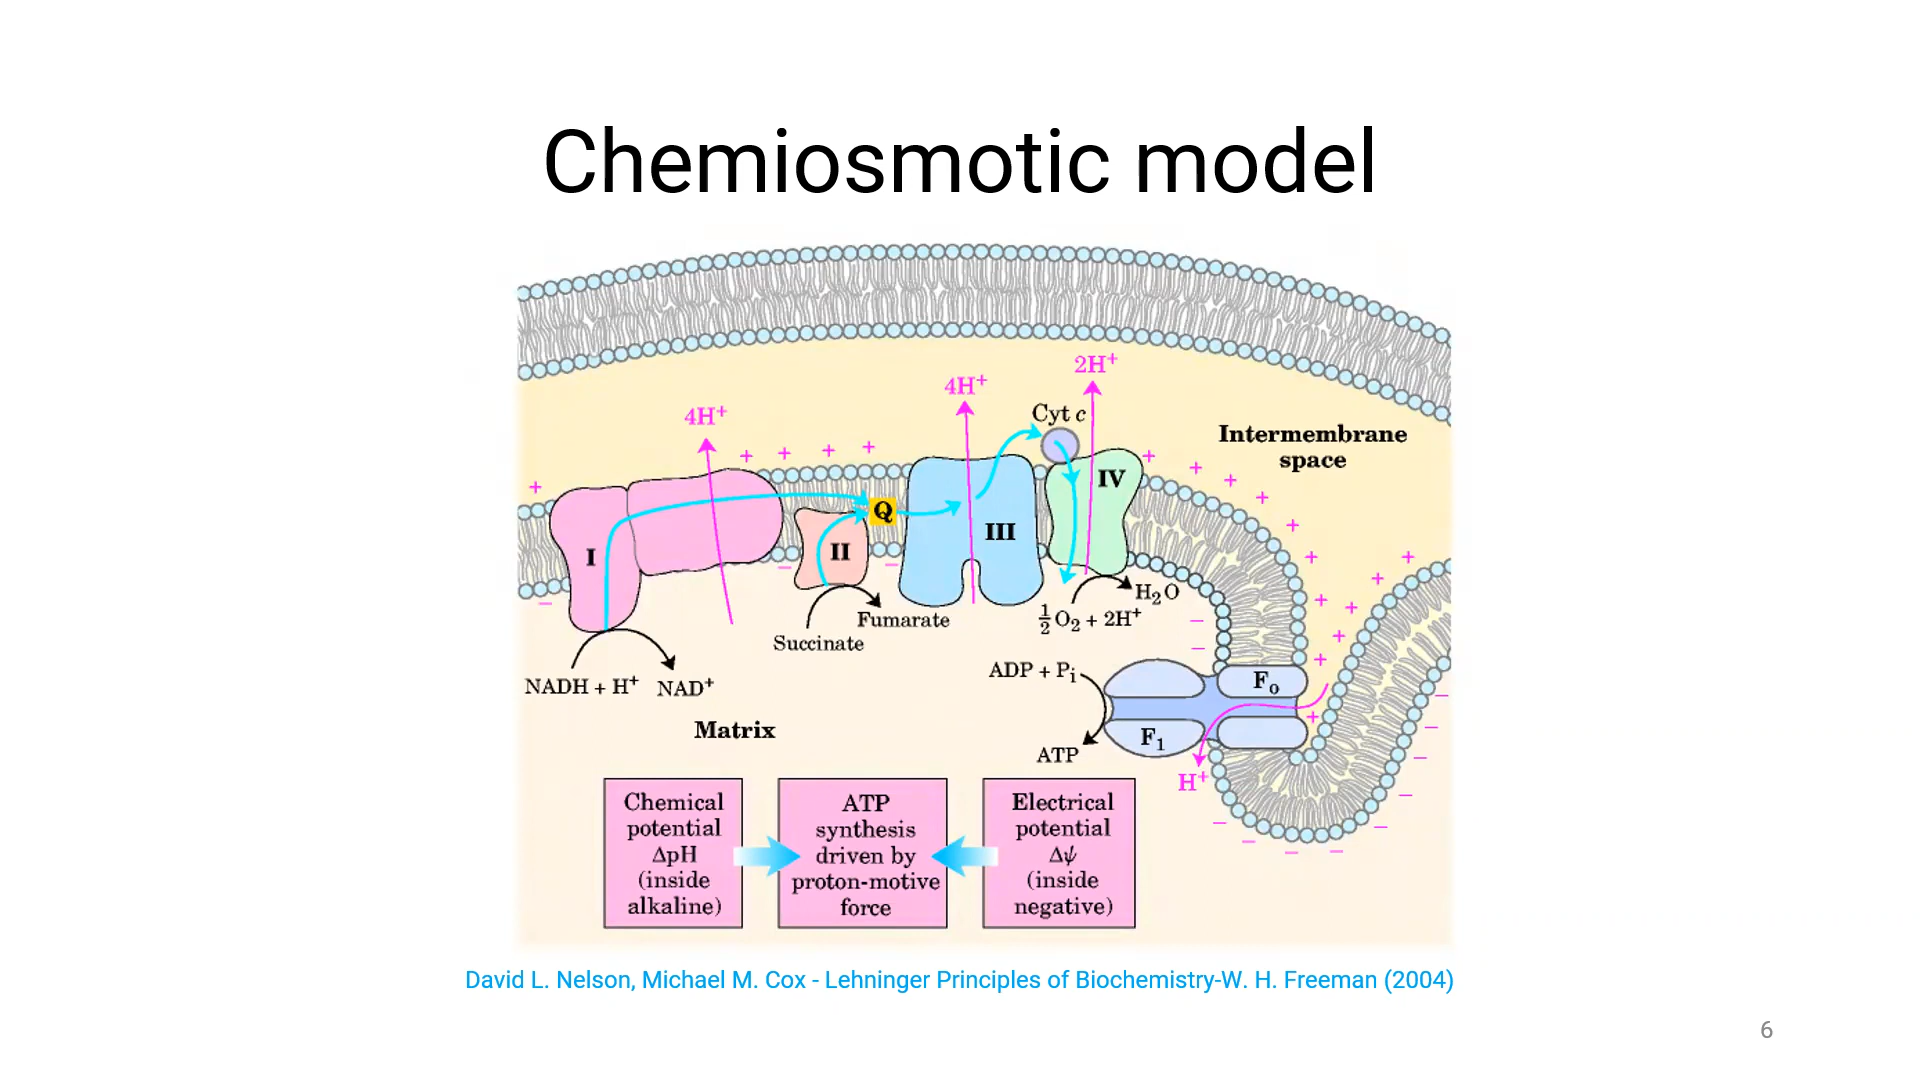 Chemiosmotic model
2H⁺
4H⁺
4H⁺
Cyt c
Intermembrane
space
I
II
Q
III
IV
Succinate
Fumarate
½O₂ + 2H⁺
H₂O
NADH + H⁺
NAD⁺
ADP + Pᵢ
ATP
Fₒ
F₁
H⁺
Matrix
Chemical
potential
ΔpH
(inside
alkaline)
ATP
synthesis
driven by
proton-motive
force
Electrical
potential
Δψ
(inside
negative)
David L. Nelson, Michael M. Cox - Lehninger Principles of Biochemistry-W. H. Freeman (2004)
6